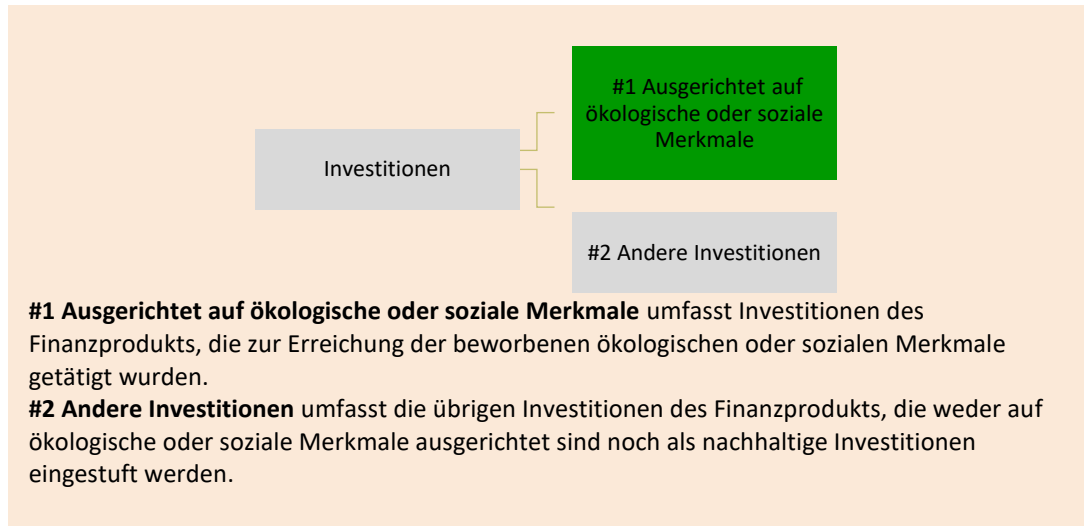 #1 Ausgerichtet auf
ökologische oder soziale
Merkmale
Investitionen
#2 Andere Investitionen
#1 Ausgerichtet auf ökologische oder soziale Merkmale umfasst Investitionen des
Finanzprodukts, die zur Erreichung der beworbenen ökologischen oder sozialen Merkmale
getätigt wurden.
#2 Andere Investitionen umfasst die übrigen Investitionen des Finanzprodukts, die weder auf
ökologische oder soziale Merkmale ausgerichtet sind noch als nachhaltige Investitionen
eingestuft werden.